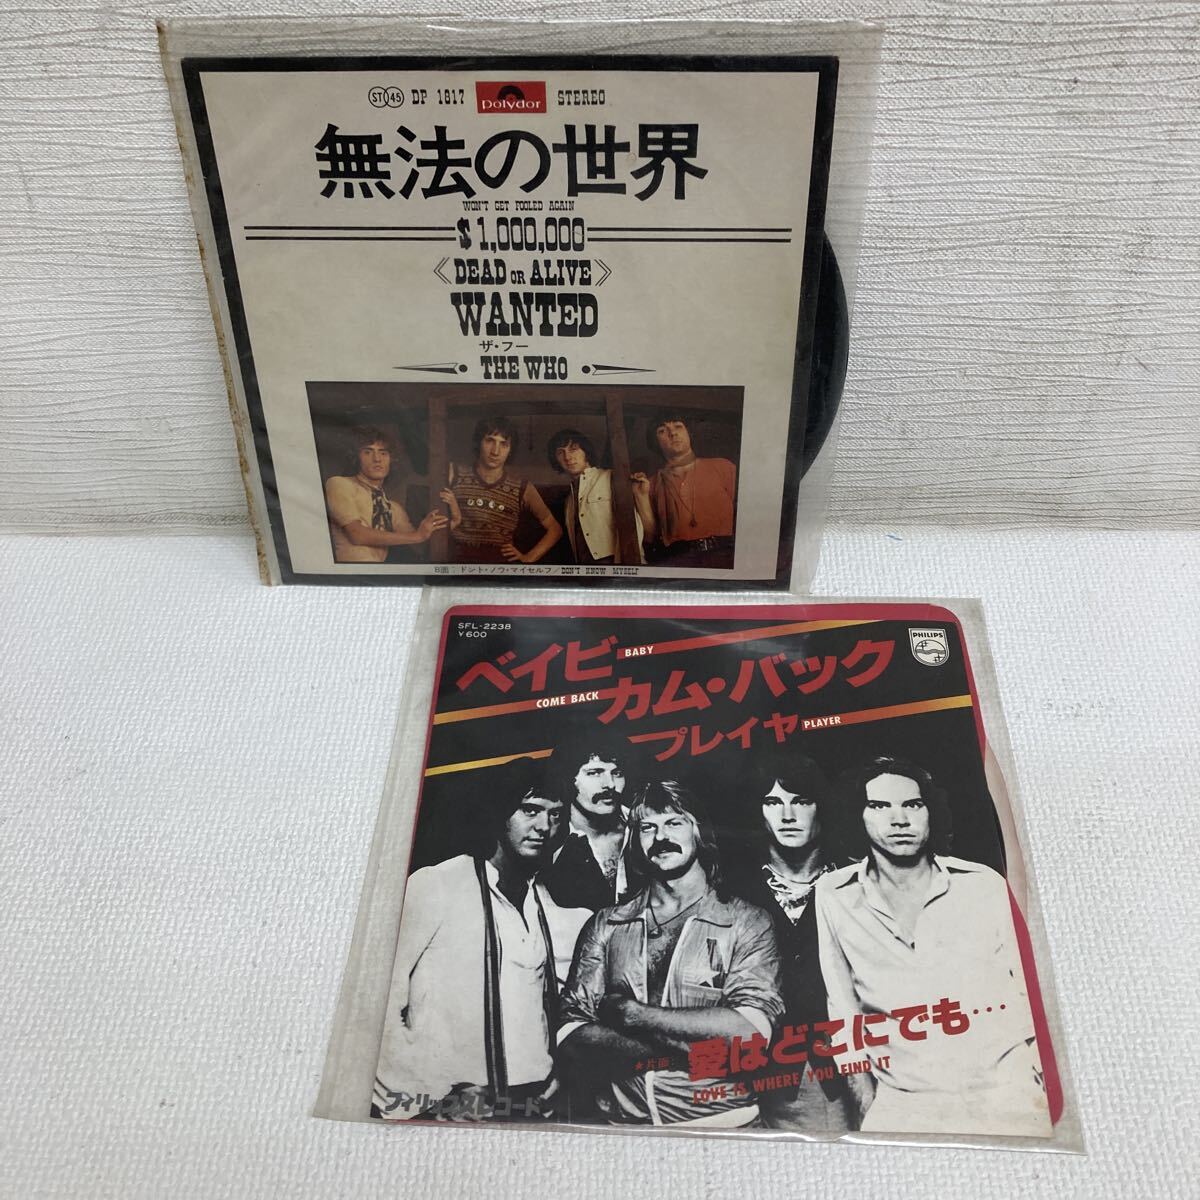 ST 45 DP 1817 Polydor STEREO
無法の世界
WON'T GET FOOLED AGAIN
$1,000,000
《DEAD OR ALIVE》
WANTED
ザ・フー
THE WHO
B面:ドント・ノウ・マイセルフ/DON'T KNOW MYSELF
SFL-2238
¥600
PHILIPS
ベイビ BABY
COME BACK カム・バック
プレイヤ PLAYER
★片面: 愛はどこにでも…
LOVE IS WHERE YOU FIND IT
フィリップス・レコード